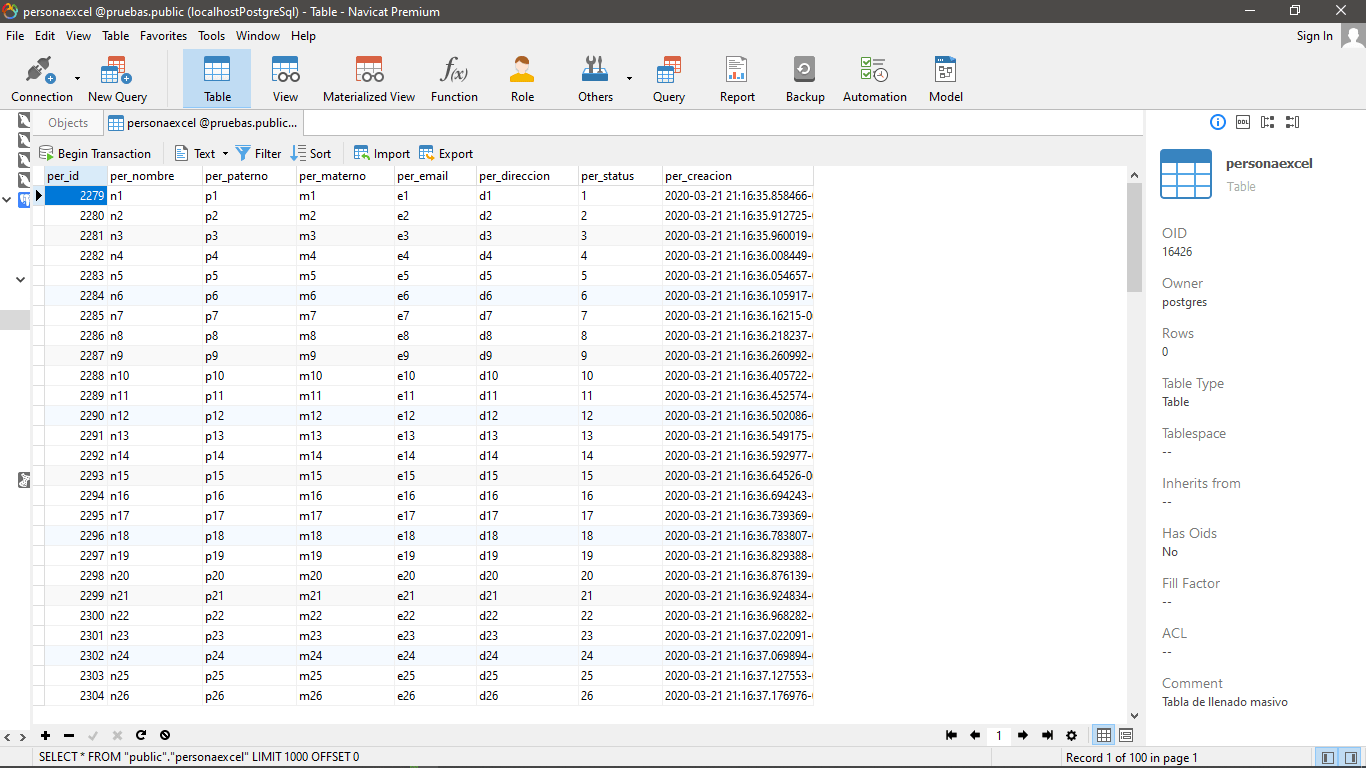 personaexcel @pruebas.public (localhostPostgreSql) - Table - Navicat Premium
File Edit View Table Favorites Tools Window Help Sign In
Connection New Query Table View Materialized View Function Role Others Query Report Backup Automation Model
f(x)
Objects personaexcel @pruebas.public... DDL
Begin Transaction Text Filter Sort Import Export
per_id per_nombre per_paterno per_materno per_email per_direccion per_status per_creacion
2279 n1 p1 m1 e1 d1 1 2020-03-21 21:16:35.858466-
2280 n2 p2 m2 e2 d2 2 2020-03-21 21:16:35.912725-
2281 n3 p3 m3 e3 d3 3 2020-03-21 21:16:35.960019-
2282 n4 p4 m4 e4 d4 4 2020-03-21 21:16:36.008449-
2283 n5 p5 m5 e5 d5 5 2020-03-21 21:16:36.054657-
2284 n6 p6 m6 e6 d6 6 2020-03-21 21:16:36.105917-
2285 n7 p7 m7 e7 d7 7 2020-03-21 21:16:36.16215-0
2286 n8 p8 m8 e8 d8 8 2020-03-21 21:16:36.218237-
2287 n9 p9 m9 e9 d9 9 2020-03-21 21:16:36.260992-
2288 n10 p10 m10 e10 d10 10 2020-03-21 21:16:36.405722-
2289 n11 p11 m11 e11 d11 11 2020-03-21 21:16:36.452574-
2290 n12 p12 m12 e12 d12 12 2020-03-21 21:16:36.502086-
2291 n13 p13 m13 e13 d13 13 2020-03-21 21:16:36.549175-
2292 n14 p14 m14 e14 d14 14 2020-03-21 21:16:36.592977-
2293 n15 p15 m15 e15 d15 15 2020-03-21 21:16:36.64526-0
2294 n16 p16 m16 e16 d16 16 2020-03-21 21:16:36.694243-
2295 n17 p17 m17 e17 d17 17 2020-03-21 21:16:36.739369-
2296 n18 p18 m18 e18 d18 18 2020-03-21 21:16:36.783807-
2297 n19 p19 m19 e19 d19 19 2020-03-21 21:16:36.829388-
2298 n20 p20 m20 e20 d20 20 2020-03-21 21:16:36.876139-
2299 n21 p21 m21 e21 d21 21 2020-03-21 21:16:36.924834-
2300 n22 p22 m22 e22 d22 22 2020-03-21 21:16:36.968282-
2301 n23 p23 m23 e23 d23 23 2020-03-21 21:16:37.022091-
2302 n24 p24 m24 e24 d24 24 2020-03-21 21:16:37.069894-
2303 n25 p25 m25 e25 d25 25 2020-03-21 21:16:37.127553-
2304 n26 p26 m26 e26 d26 26 2020-03-21 21:16:37.176976-
personaexcel
Table
OID
16426
Owner
postgres
Rows
0
Table Type
Table
Tablespace
--
Inherits from
--
Has Oids
No
Fill Factor
--
ACL
--
Comment
Tabla de llenado masivo
1
SELECT * FROM "public"."personaexcel" LIMIT 1000 OFFSET 0
Record 1 of 100 in page 1